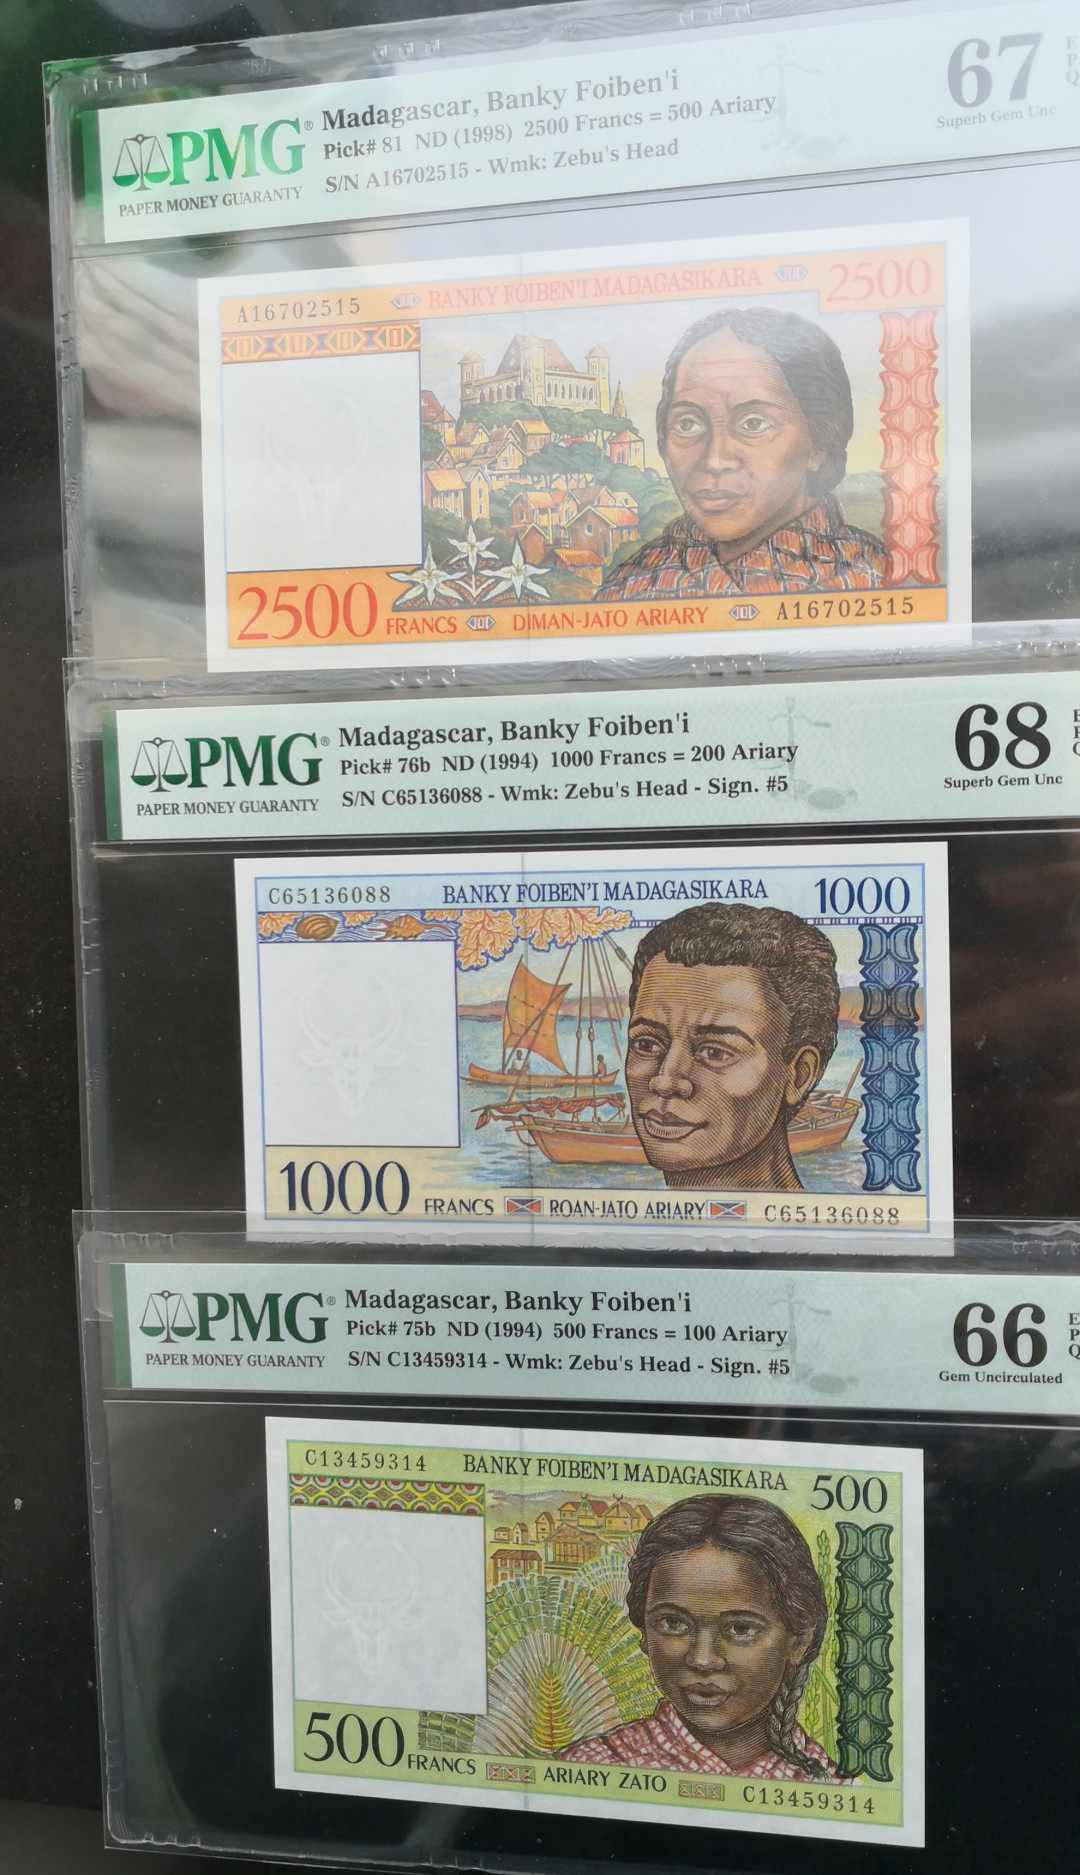 PMG®
PAPER MONEY GUARANTY
Madagascar, Banky Foiben'i
Pick# 81 ND (1998) 2500 Francs = 500 Ariary
S/N A16702515 - Wmk: Zebu's Head
67
Superb Gem Unc
E
P
Q
A16702515
BANKY FOIBEN'I MADAGASIKARA
2500
2500 FRANCS
DIMAN-JATO ARIARY
A16702515
PMG®
PAPER MONEY GUARANTY
Madagascar, Banky Foiben'i
Pick# 76b ND (1994) 1000 Francs = 200 Ariary
S/N C65136088 - Wmk: Zebu's Head - Sign. #5
68
Superb Gem Unc
C65136088
BANKY FOIBEN'I MADAGASIKARA
1000
1000 FRANCS
ROAN-JATO ARIARY
C65136088
PMG®
PAPER MONEY GUARANTY
Madagascar, Banky Foiben'i
Pick# 75b ND (1994) 500 Francs = 100 Ariary
S/N C13459314 - Wmk: Zebu's Head - Sign. #5
66
Gem Uncirculated
E
P
Q
C13459314
BANKY FOIBEN'I MADAGASIKARA
500
500 FRANCS
ARIARY ZATO
C13459314